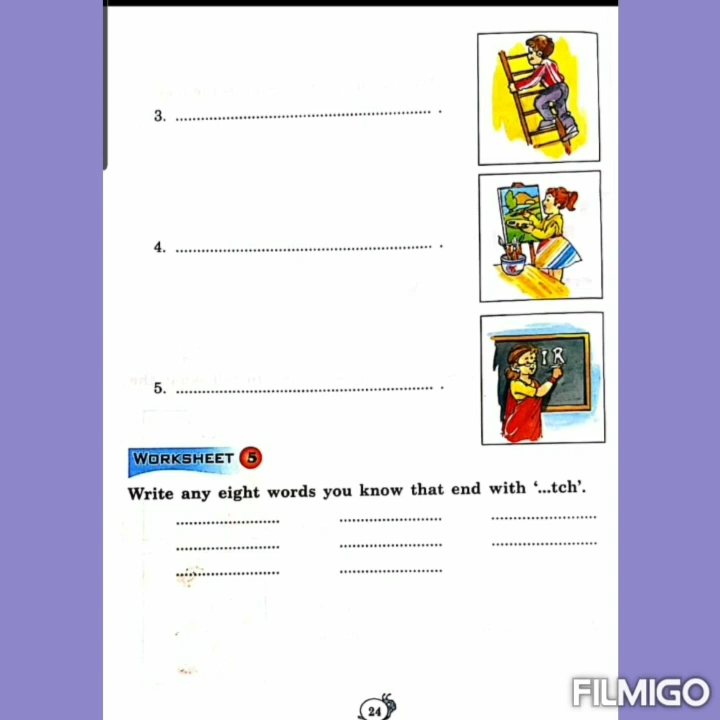 3. .
4. .
I R
5. .
WORKSHEET 5
Write any eight words you know that end with ‘...tch’.
24
FILMIGO